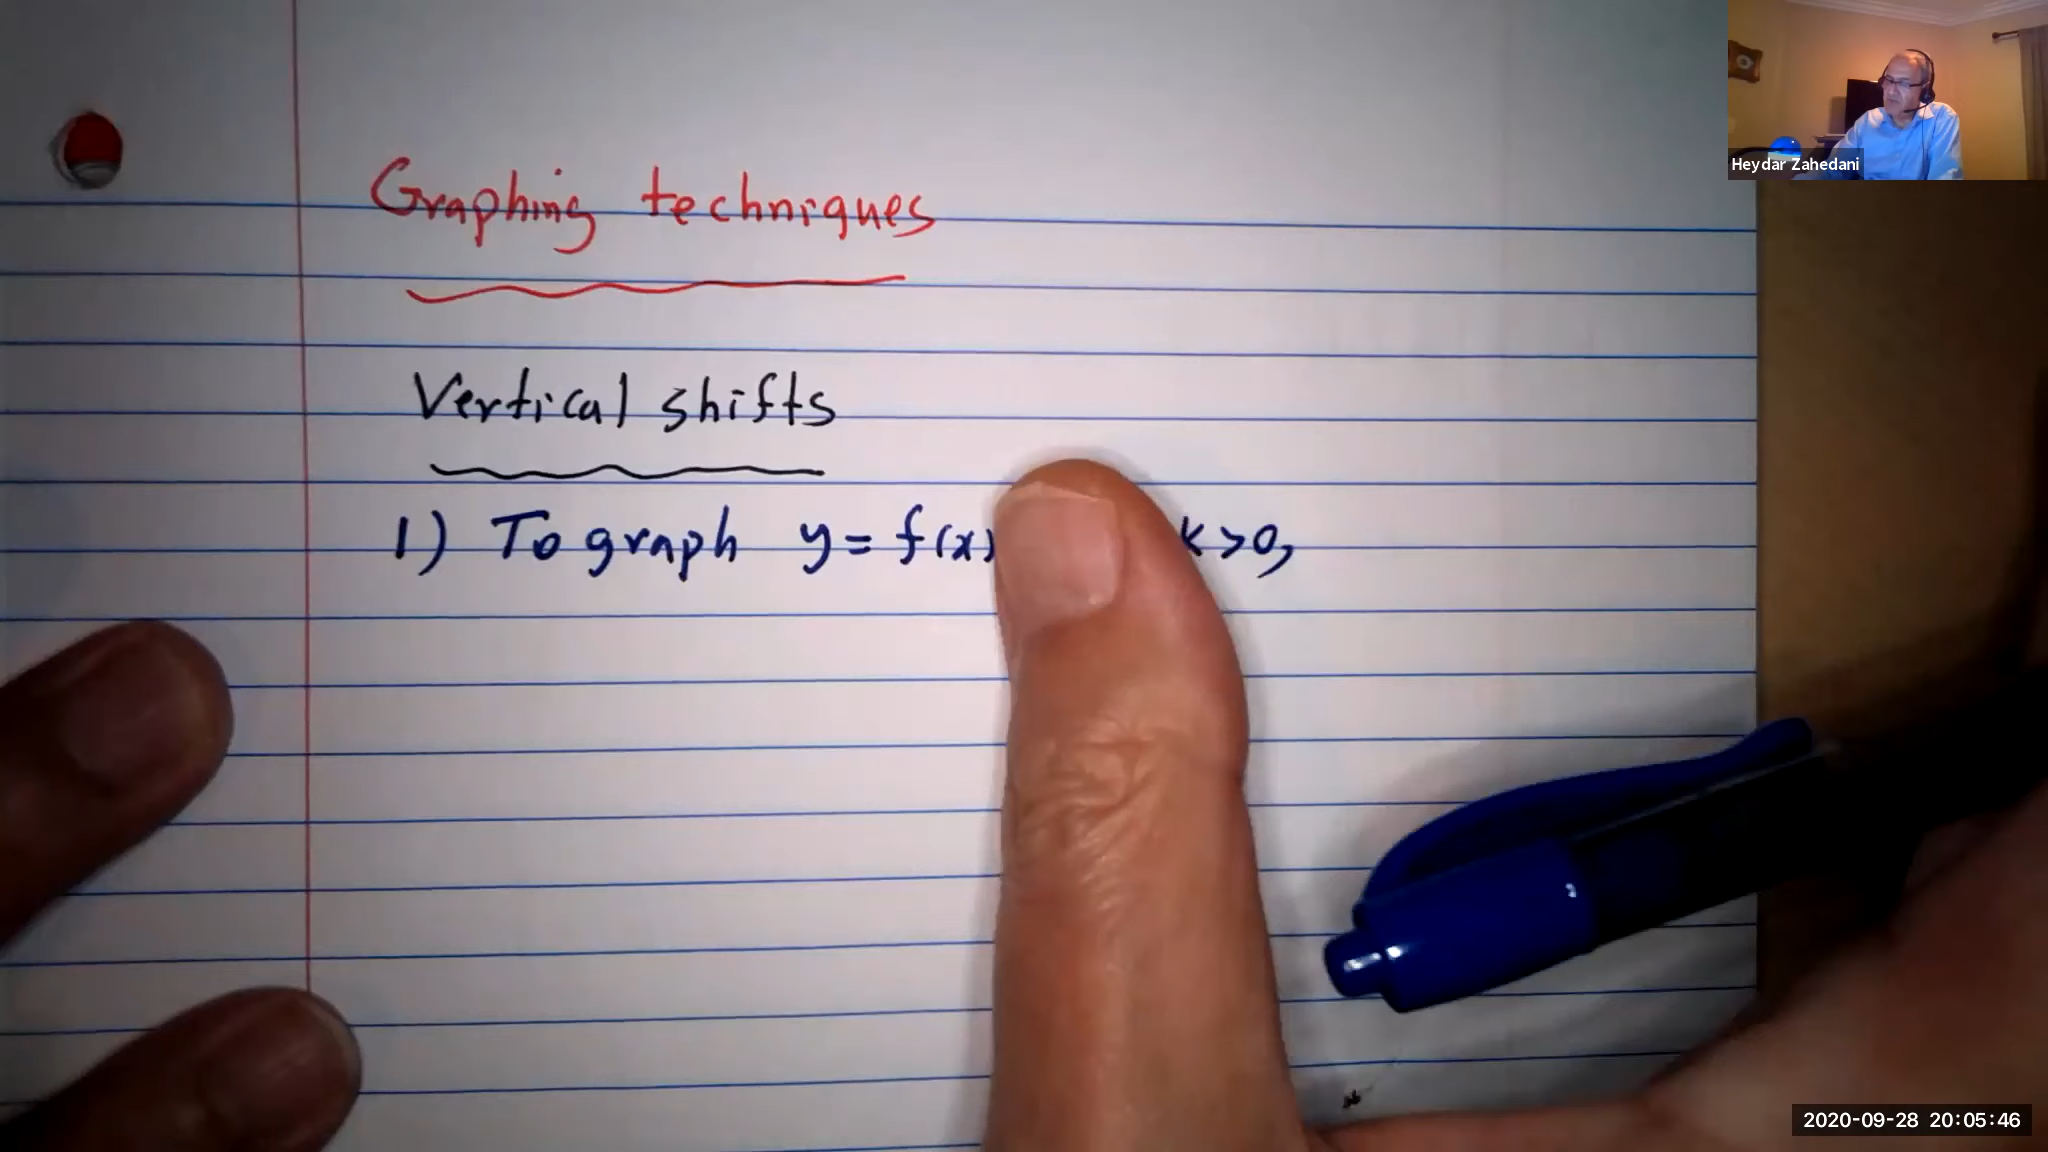 Heydar Zahedani
Graphing techniques
Vertical shifts
1) To graph y = f(x) k > 0,
2020-09-28 20:05:46